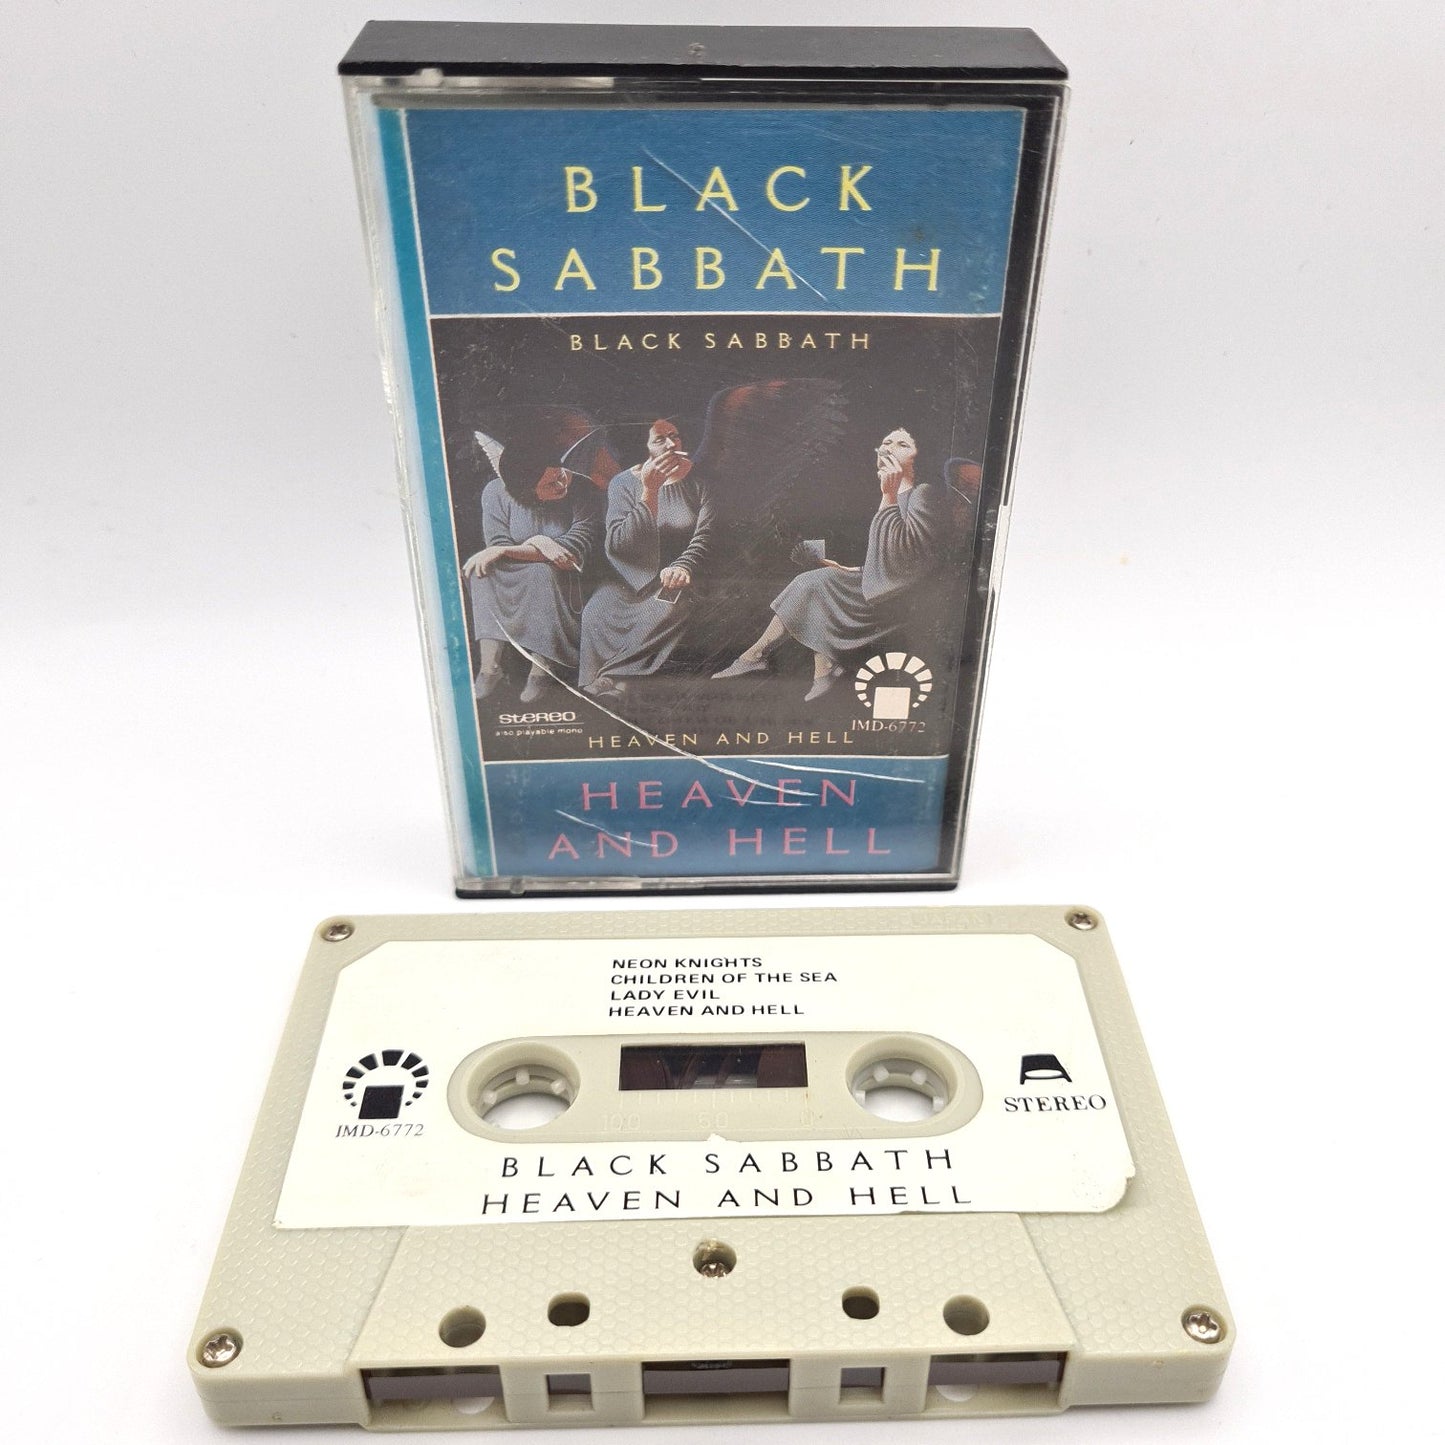 BLACK
SABBATH
BLACK SABBATH
STEREO
also playable mono
IMD-6772
HEAVEN AND HELL
HEAVEN
AND HELL
JAPAN
NEON KNIGHTS
CHILDREN OF THE SEA
LADY EVIL
HEAVEN AND HELL
100 50 0
IMD-6772
A
STEREO
BLACK SABBATH
HEAVEN AND HELL